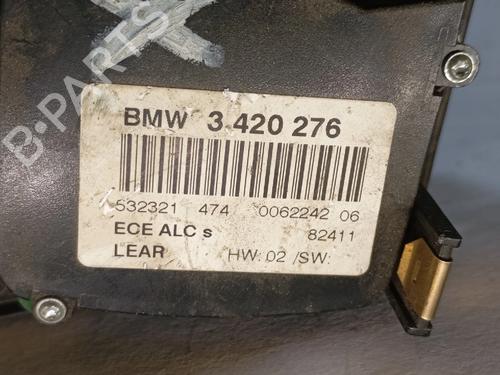 B-PARTS
BMW 3 420 276
532321 474 0062242 06
ECE ALC s 82411
LEAR HW: 02 /SW: